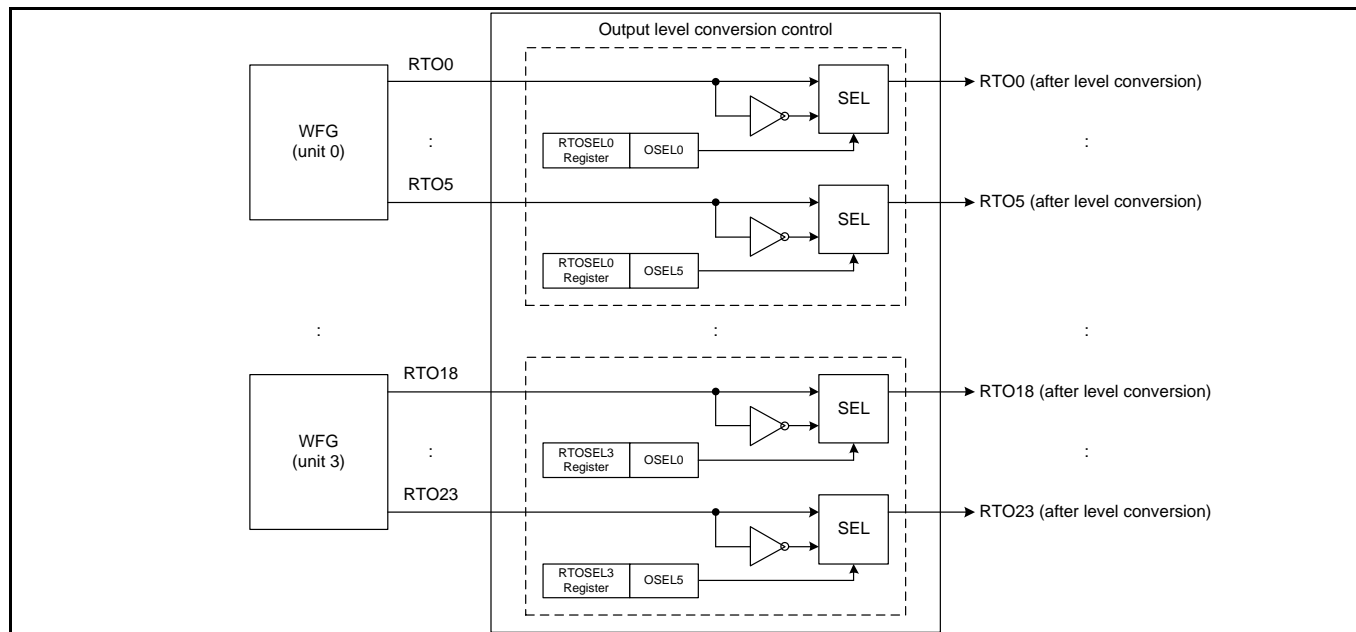 Output level conversion control
RTO0
SEL
RTO0 (after level conversion)
WFG
(unit 0)
:
RTOSEL0
Register
OSEL0
:
RTO5
SEL
RTO5 (after level conversion)
RTOSEL0
Register
OSEL5
:
:
:
RTO18
SEL
RTO18 (after level conversion)
WFG
(unit 3)
:
RTOSEL3
Register
OSEL0
:
RTO23
SEL
RTO23 (after level conversion)
RTOSEL3
Register
OSEL5